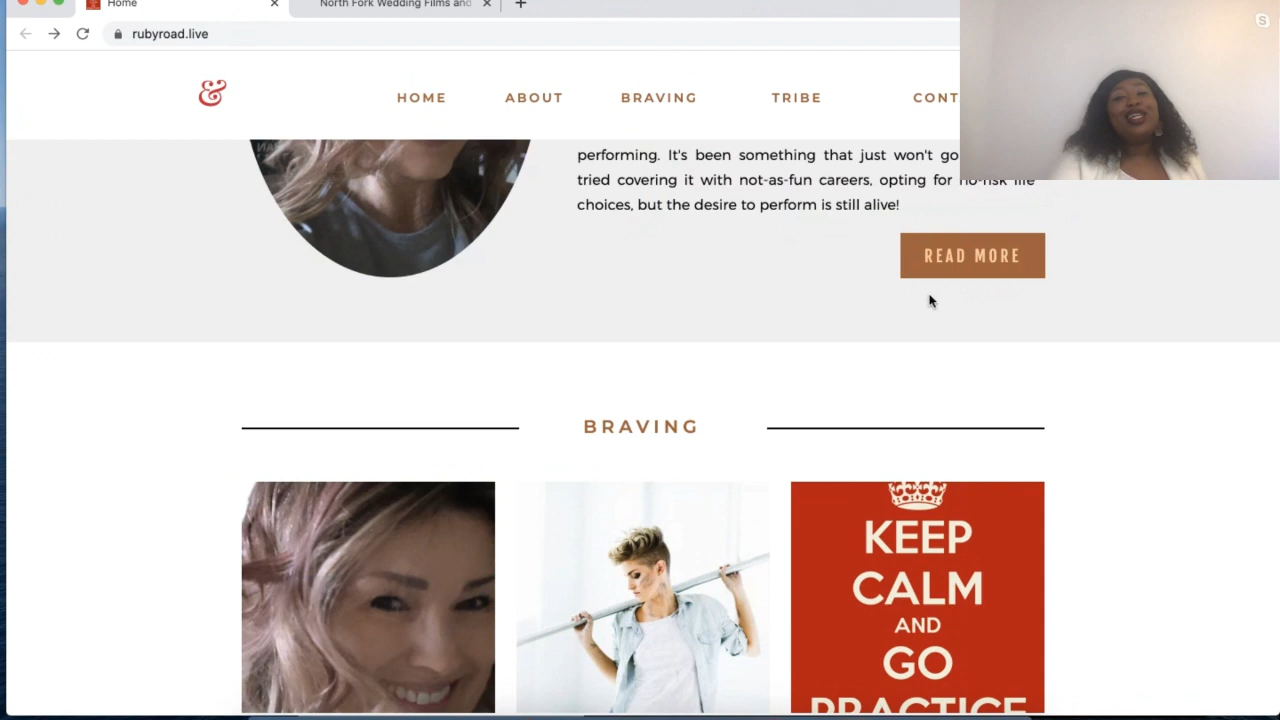 Home
North Fork Wedding Films and
rubyroad.live
&
HOME ABOUT BRAVING TRIBE CONT
S
performing. It's been something that just won't go
tried covering it with not-as-fun careers, opting for no-risk life
choices, but the desire to perform is still alive!
READ MORE
BRAVING
KEEP
CALM
AND
GO
PRACTICE